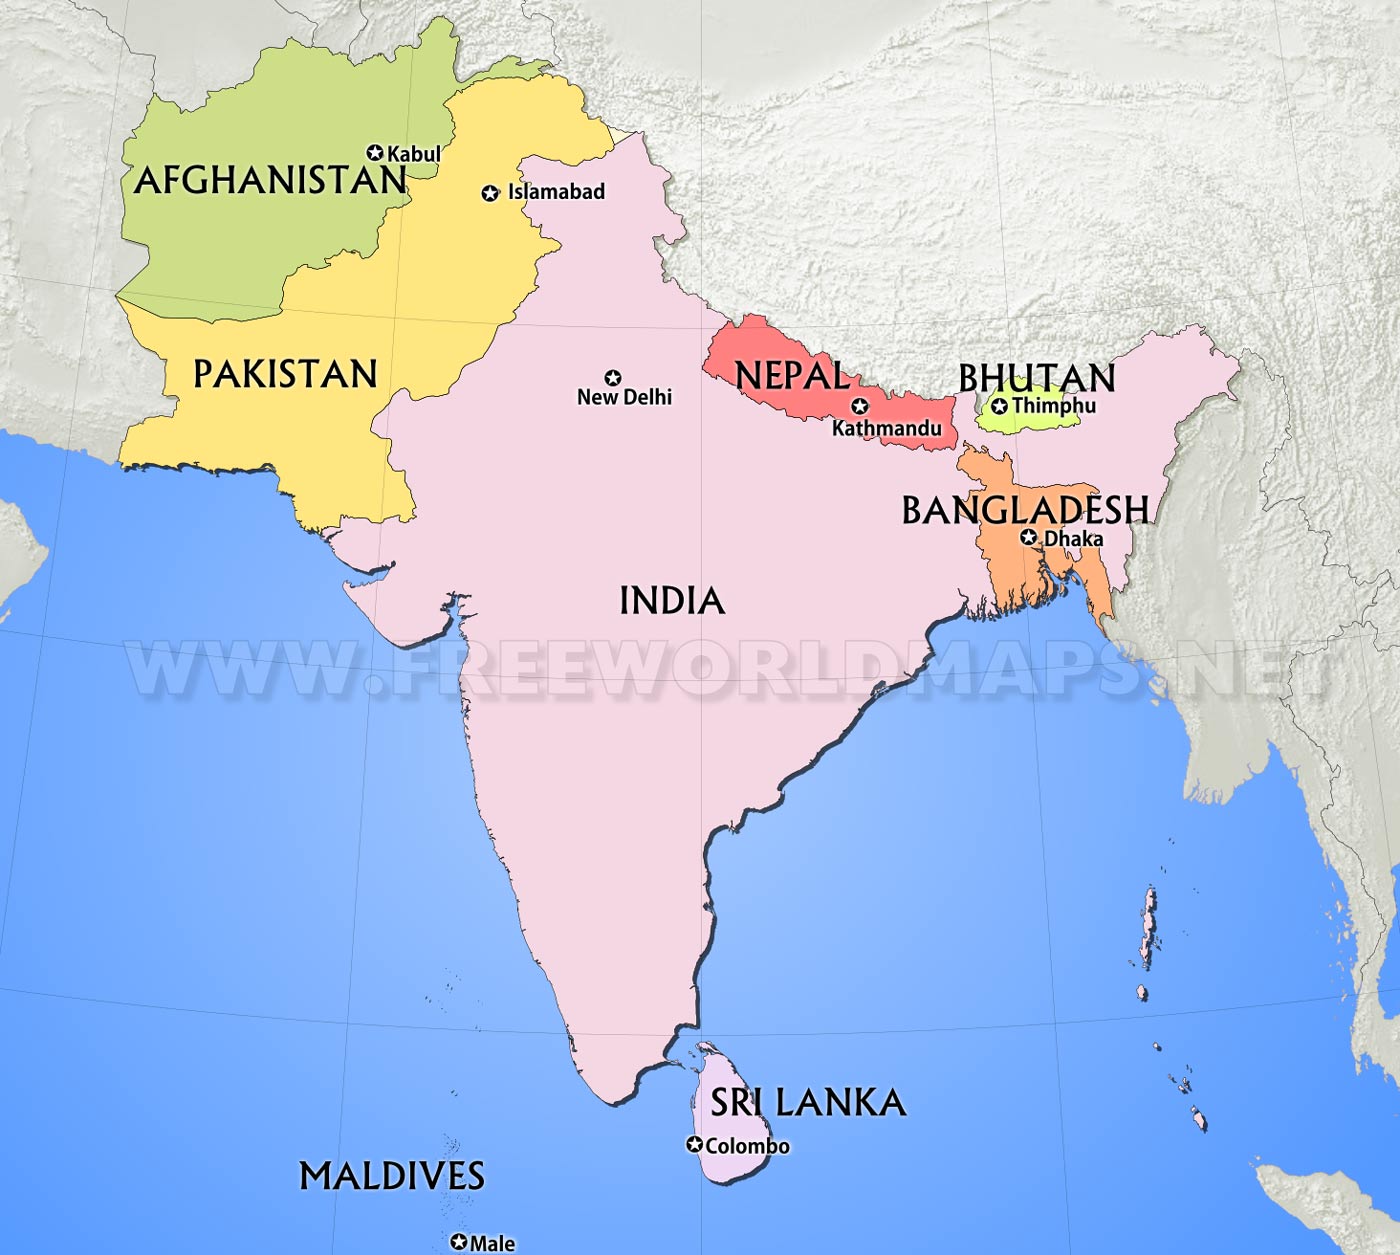 Kabul
AFGHANISTAN
Islamabad
PAKISTAN
New Delhi
NEPAL
Kathmandu
BHUTAN
Thimphu
BANGLADESH
Dhaka
INDIA
WWW.FREEWORLDMAPS.NET
SRI LANKA
Colombo
MALDIVES
Male